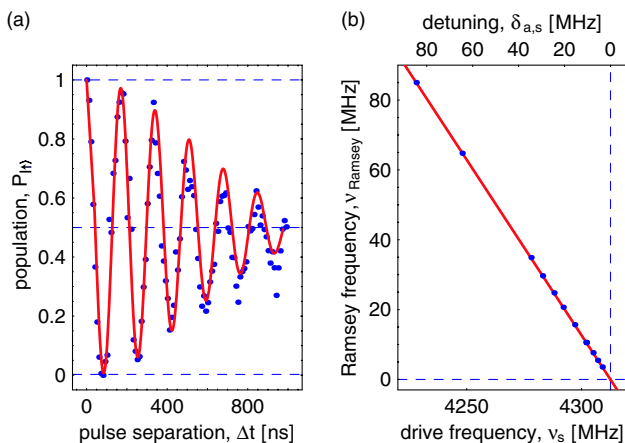 (a)
1
0.8
0.6
0.4
0.2
0
0 400 800
population, P|↑⟩
pulse separation, Δt [ns]
(b)
detuning, δa,s [MHz]
80 60 40 20 0
80
60
40
20
0
4250 4300
Ramsey frequency, νRamsey [MHz]
drive frequency, νs [MHz]